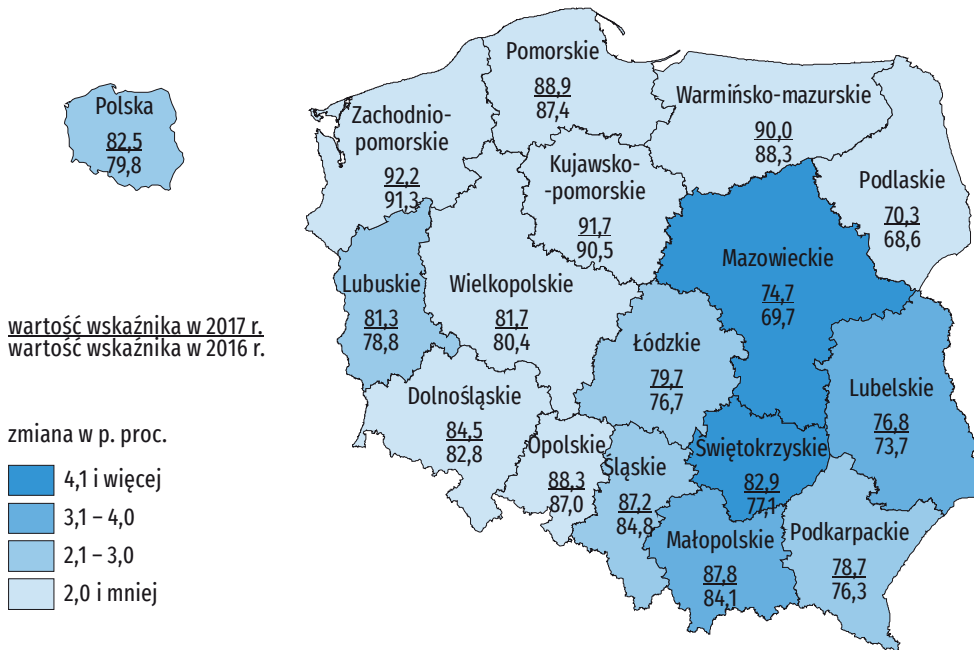 Polska
82,5
79,8
Pomorskie
88,9
87,4
Zachodnio-
pomorskie
92,2
91,3
Warmińsko-mazurskie
90,0
88,3
Kujawsko-
-pomorskie
91,7
90,5
Podlaskie
70,3
68,6
Mazowieckie
74,7
69,7
Lubuskie
81,3
78,8
Wielkopolskie
81,7
80,4
Łódzkie
79,7
76,7
Lubelskie
76,8
73,7
Dolnośląskie
84,5
82,8
Opolskie
88,3
87,0
Śląskie
87,2
84,8
Świętokrzyskie
82,9
77,1
Małopolskie
87,8
84,1
Podkarpackie
78,7
76,3
wartość wskaźnika w 2017 r.
wartość wskaźnika w 2016 r.
zmiana w p. proc.
4,1 i więcej
3,1 – 4,0
2,1 – 3,0
2,0 i mniej